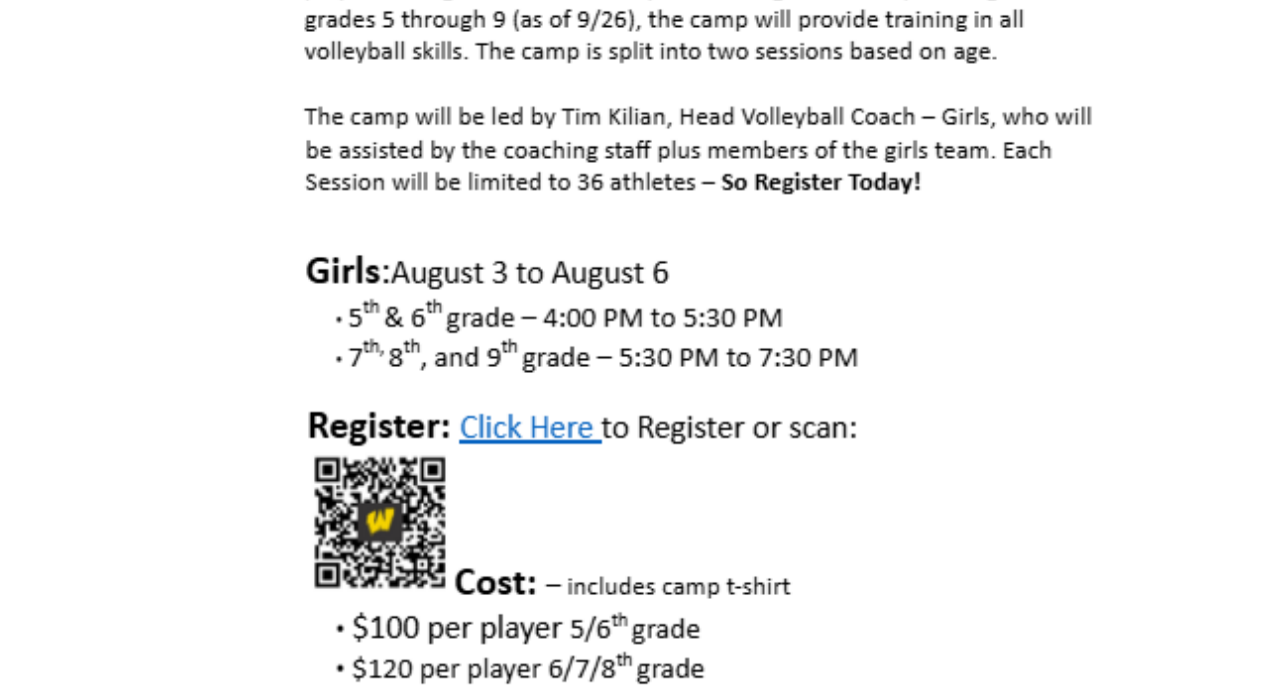 grades 5 through 9 (as of 9/26), the camp will provide training in all
volleyball skills. The camp is split into two sessions based on age.
The camp will be led by Tim Kilian, Head Volleyball Coach – Girls, who will
be assisted by the coaching staff plus members of the girls team. Each
Session will be limited to 36 athletes – So Register Today!
Girls:August 3 to August 6
• 5th & 6th grade – 4:00 PM to 5:30 PM
• 7th, 8th, and 9th grade – 5:30 PM to 7:30 PM
Register: Click Here to Register or scan:
W
Cost: – includes camp t-shirt
• $100 per player 5/6th grade
• $120 per player 6/7/8th grade